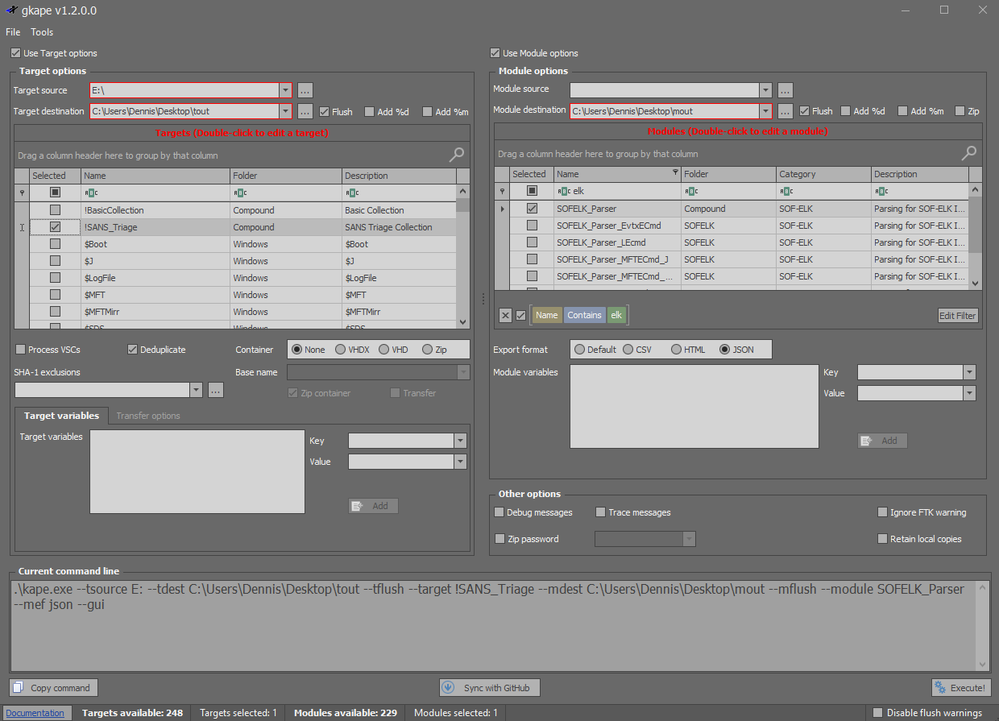 gkape v1.2.0.0
File Tools
Use Target options
Target options
Target source E:\ ...
Target destination C:\Users\Dennis\Desktop\tout ... Flush Add %d Add %m
Targets (Double-click to edit a target)
Drag a column header here to group by that column
Selected Name Folder Description
ABC ABC ABC
!BasicCollection Compound Basic Collection
!SANS_Triage Compound SANS Triage Collection
$Boot Windows $Boot
$J Windows $J
$LogFile Windows $LogFile
$MFT Windows $MFT
$MFTMirr Windows $MFTMirr
$SDS Windows $SDS
Process VSCs Deduplicate Container None VHDX VHD Zip
SHA-1 exclusions Base name
... Zip container Transfer
Target variables Transfer options
Target variables Key
Value
Add
Use Module options
Module options
Module source ...
Module destination C:\Users\Dennis\Desktop\mout ... Flush Add %d Add %m Zip
Modules (Double-click to edit a module)
Drag a column header here to group by that column
Selected Name Folder Category Description
ABC elk ABC ABC ABC
SOFELK_Parser Compound SOF-ELK Parsing for SOF-ELK I...
SOFELK_Parser_EvtxECmd SOFELK SOF-ELK Parsing for SOF-ELK I...
SOFELK_Parser_LEcmd SOFELK SOF-ELK Parsing for SOF-ELK I...
SOFELK_Parser_MFTECmd_J SOFELK SOF-ELK Parsing for SOF-ELK I...
SOFELK_Parser_MFTECmd_... SOFELK SOF-ELK Parsing for SOF-ELK I...
Name Contains elk Edit Filter
Export format Default CSV HTML JSON
Module variables Key
Value
Add
Other options
Debug messages Trace messages Ignore FTK warning
Zip password Retain local copies
Current command line
.\kape.exe --tsource E: --tdest C:\Users\Dennis\Desktop\tout --tflush --target !SANS_Triage --mdest C:\Users\Dennis\Desktop\mout --mflush --module SOFELK_Parser
--mef json --gui
Copy command Sync with GitHub Execute!
Documentation Targets available: 248 Targets selected: 1 Modules available: 229 Modules selected: 1 Disable flush warnings